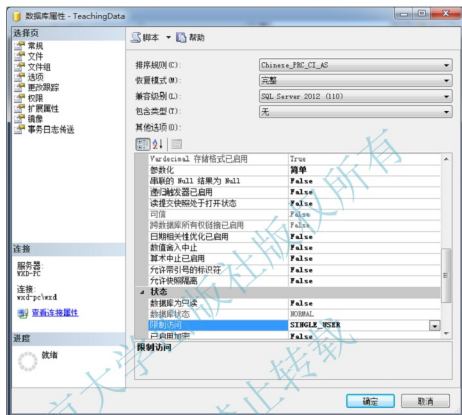 数据库属性 - TeachingData
选择页
常规
文件
文件组
选项
更改跟踪
权限
扩展属性
镜像
事务日志传送
脚本 帮助
排序规则(C): Chinese_PRC_CI_AS
恢复模式(M): 完整
兼容级别(L): SQL Server 2012 (110)
包含类型(T): 无
其他选项(O):
Vardecimal 存储格式已启用 True
参数化 简单
串联的 Null 结果为 Null False
递归触发器已启用 False
读提交快照处于打开状态 False
可信 False
跨数据库所有权链接已启用 False
日期相关性优化已启用 False
数值舍入中止 False
算术中止已启用 False
允许带引号的标识符 False
允许快照隔离 False
状态
数据库为只读 False
数据库状态 NORMAL
限制访问 SINGLE_USER
已启用加密 False
限制访问
连接
服务器:
WXD-PC
连接:
wxd-pc\wxd
查看连接属性
进度
就绪
确定 取消